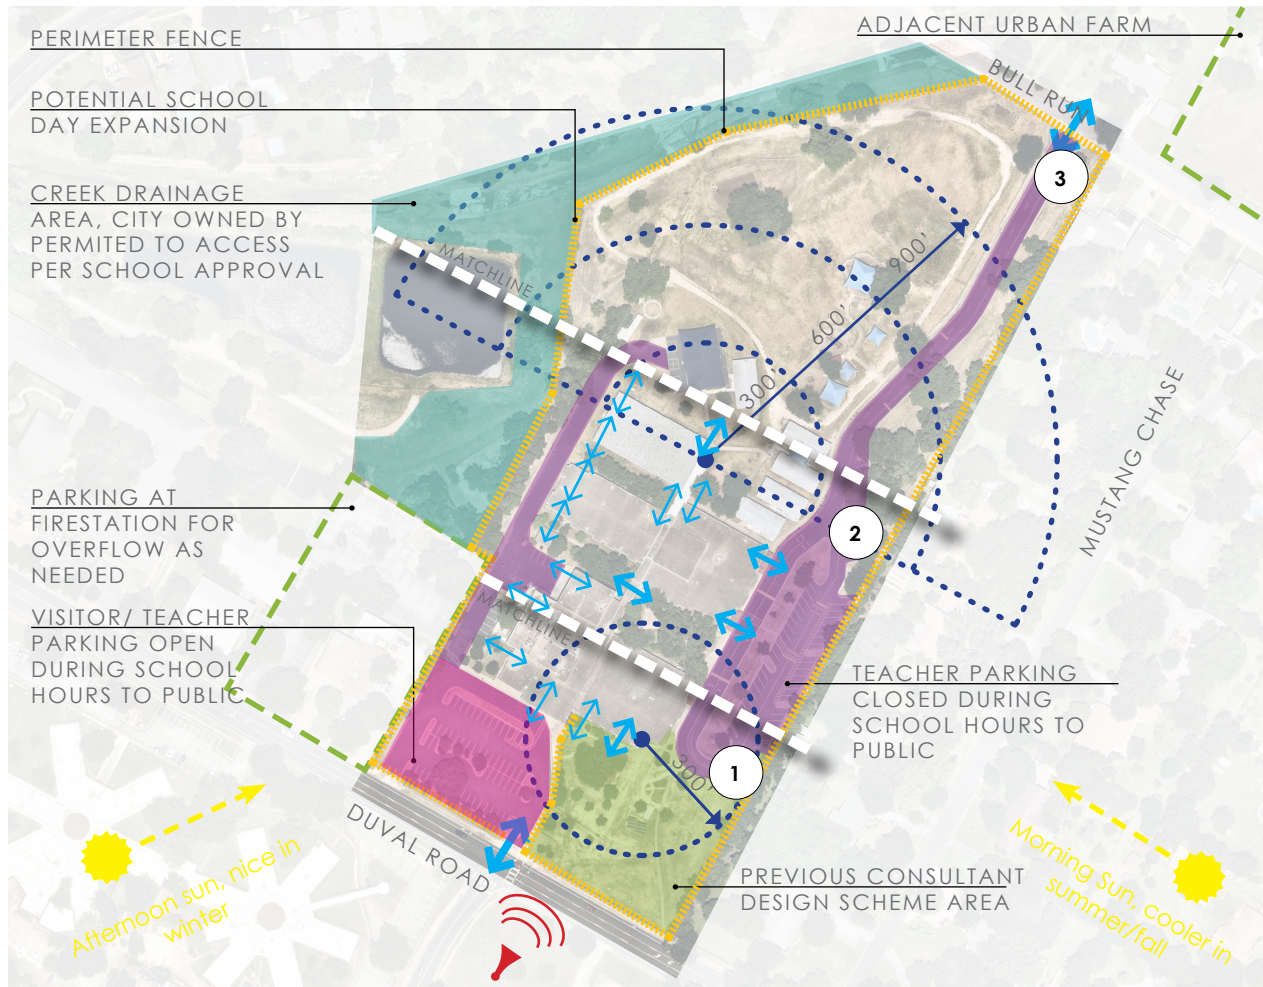 PERIMETER FENCE
POTENTIAL SCHOOL
DAY EXPANSION
CREEK DRAINAGE
AREA, CITY OWNED BY
PERMITED TO ACCESS
PER SCHOOL APPROVAL
PARKING AT
FIRESTATION FOR
OVERFLOW AS
NEEDED
VISITOR/ TEACHER
PARKING OPEN
DURING SCHOOL
HOURS TO PUBLIC
ADJACENT URBAN FARM
BULL RUN
3
MATCHLINE
900'
600'
300'
MUSTANG CHASE
2
MATCHLINE
TEACHER PARKING
CLOSED DURING
SCHOOL HOURS TO
PUBLIC
1
300'
DUVAL ROAD
PREVIOUS CONSULTANT
DESIGN SCHEME AREA
Afternoon sun, nice in
winter
Morning Sun, cooler in
summer/fall